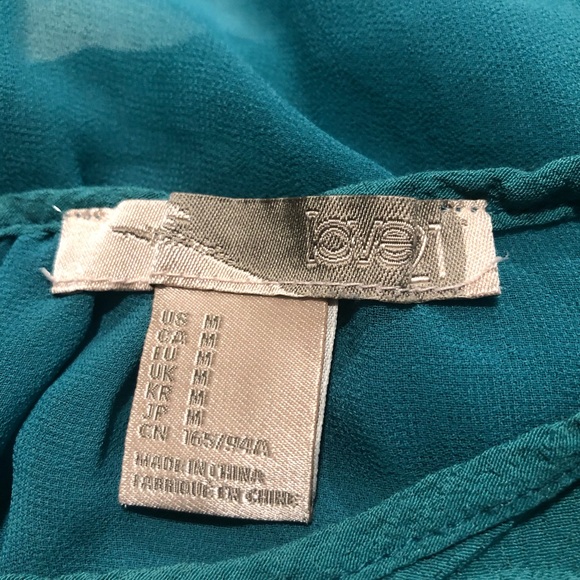 love21
US M
CA M
EU M
UK M
KR M
JP M
CN 165/94A
MADE IN CHINA
FABRIQUE EN CHINE